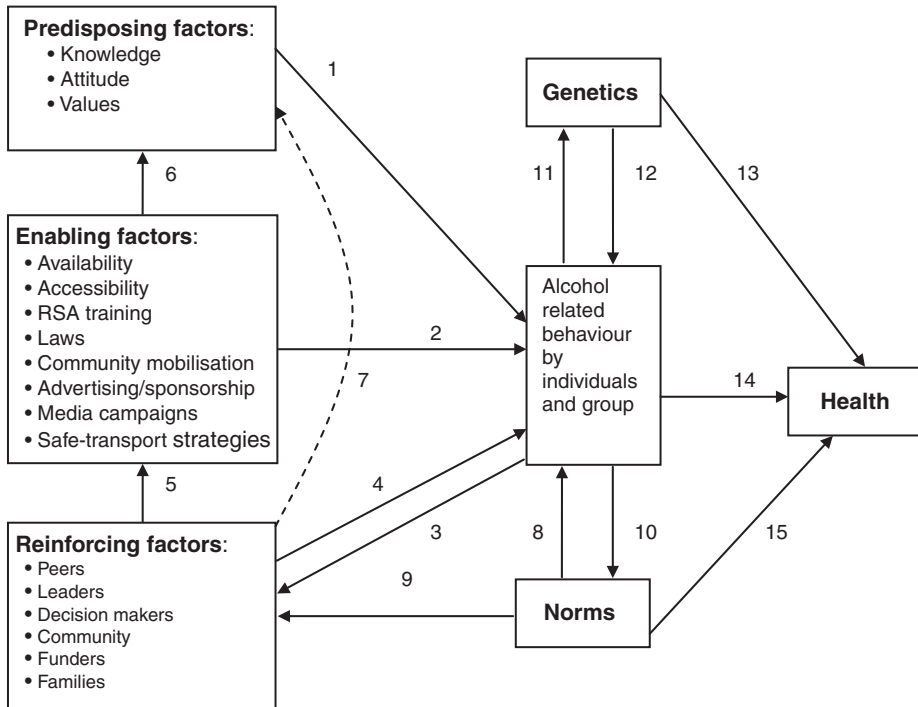 Predisposing factors:
• Knowledge
• Attitude
• Values
1
Genetics
6
11
12
13
Enabling factors:
• Availability
• Accessibility
• RSA training
• Laws
• Community mobilisation
• Advertising/sponsorship
• Media campaigns
• Safe-transport strategies
2
7
Alcohol
related
behaviour
by
individuals
and group
14
Health
5
4
3
8
10
15
Reinforcing factors:
• Peers
• Leaders
• Decision makers
• Community
• Funders
• Families
9
Norms